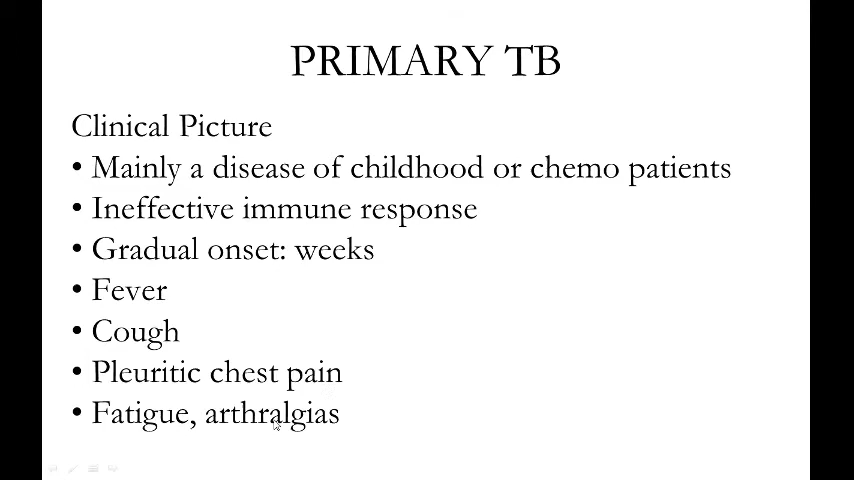 PRIMARY TB
Clinical Picture
• Mainly a disease of childhood or chemo patients
• Ineffective immune response
• Gradual onset: weeks
• Fever
• Cough
• Pleuritic chest pain
• Fatigue, arthralgias